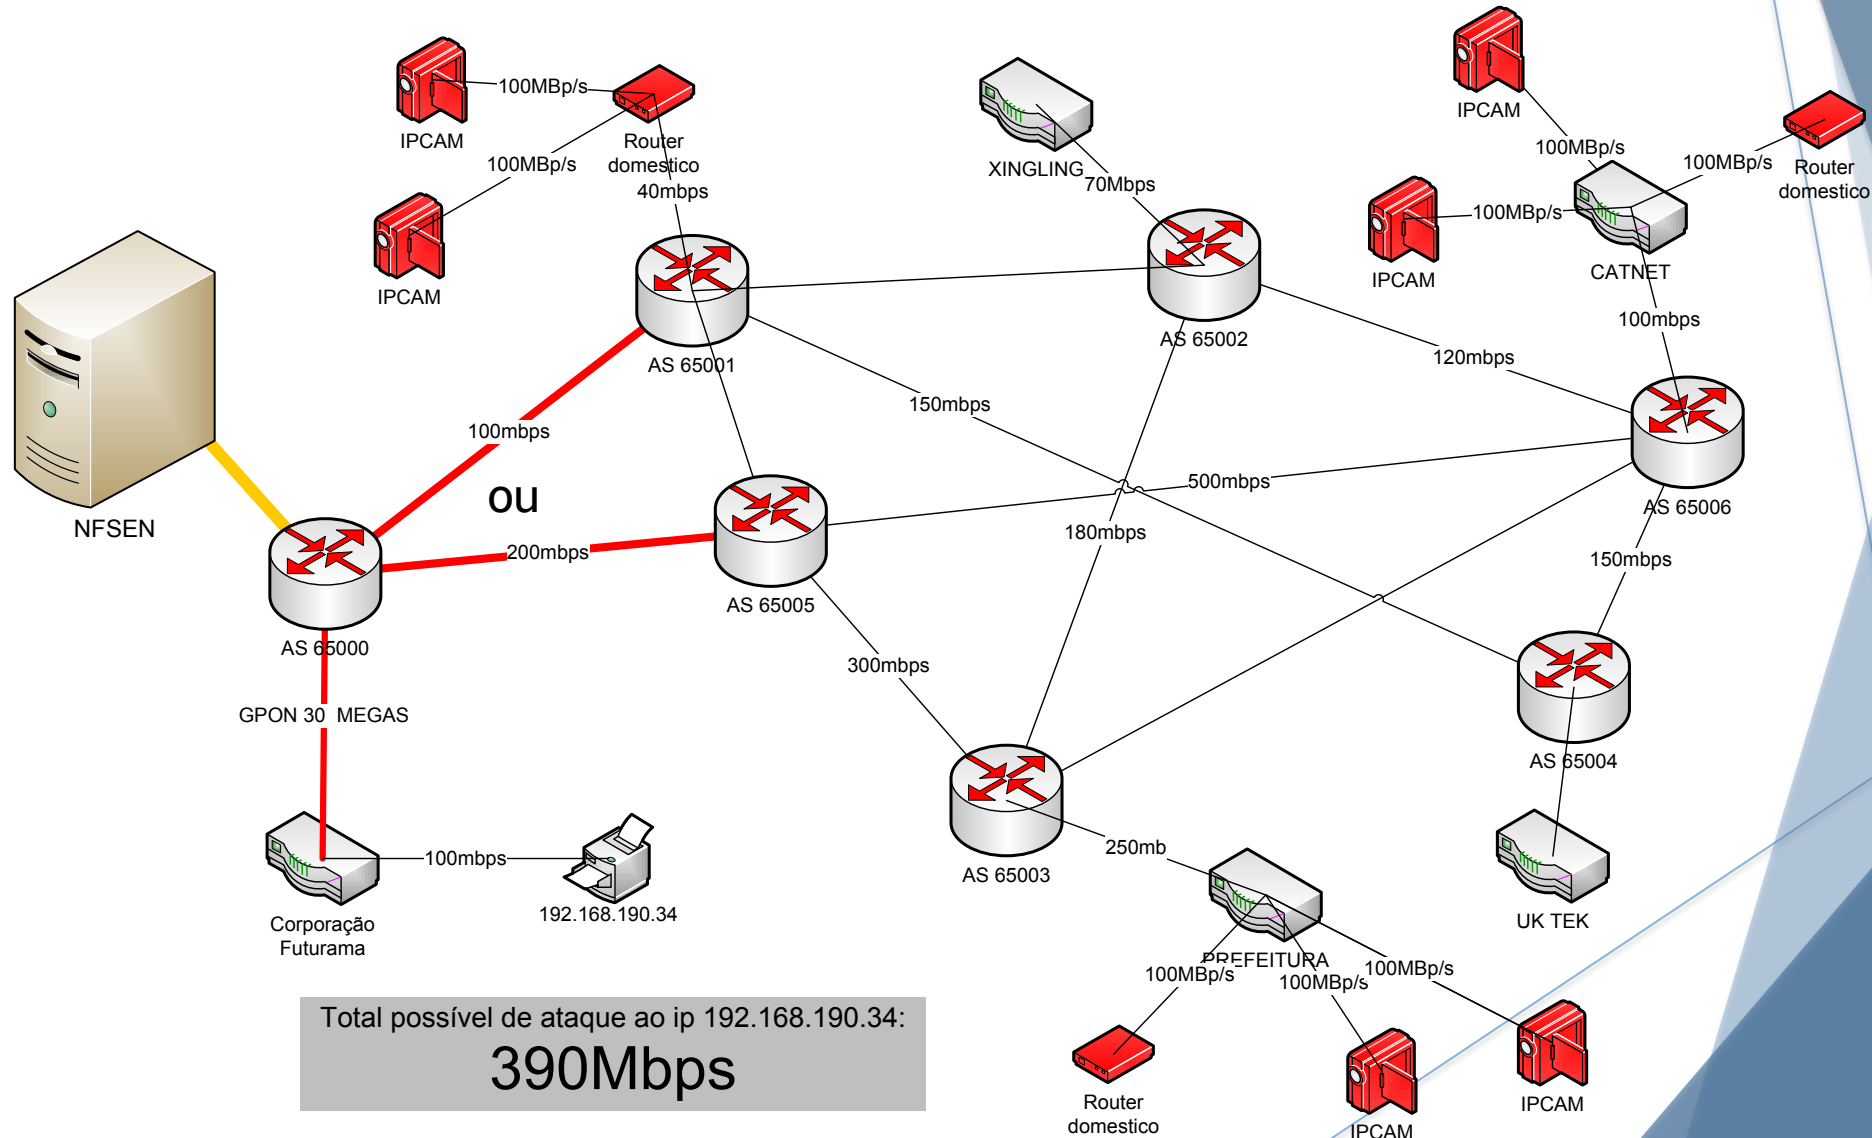 IPCAM
100MBp/s
Router
domestico
40mbps
100MBp/s
IPCAM
XINGLING
70Mbps
IPCAM
100MBp/s
100MBp/s
Router
domestico
100MBp/s
IPCAM
CATNET
100mbps
AS 65001
AS 65002
120mbps
150mbps
100mbps
ou
500mbps
AS 65006
NFSEN
180mbps
200mbps
150mbps
AS 65005
AS 65000
300mbps
GPON 30 MEGAS
AS 65004
100mbps
250mb
AS 65003
192.168.190.34
UK TEK
Corporação
Futurama
PREFEITURA
100MBp/s
100MBp/s
100MBp/s
Total possível de ataque ao ip 192.168.190.34:
390Mbps
Router
domestico
IPCAM
IPCAM